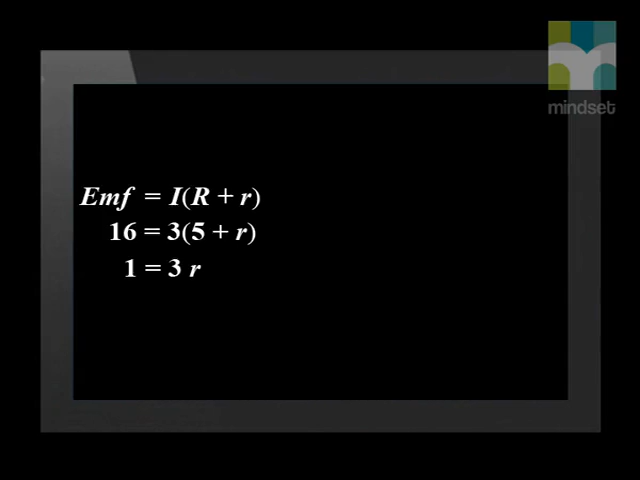 mindset
Emf = I(R + r)
16 = 3(5 + r)
1 = 3 r